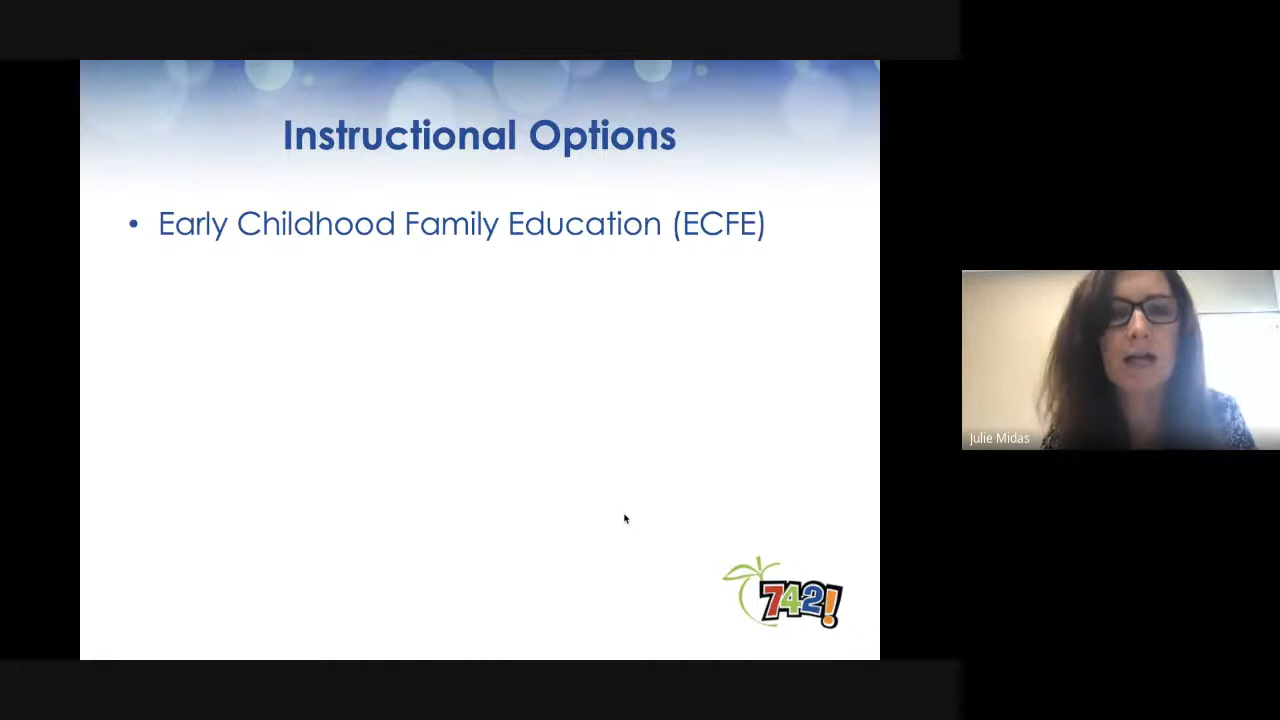 Instructional Options
• Early Childhood Family Education (ECFE)
742!
Julie Midas